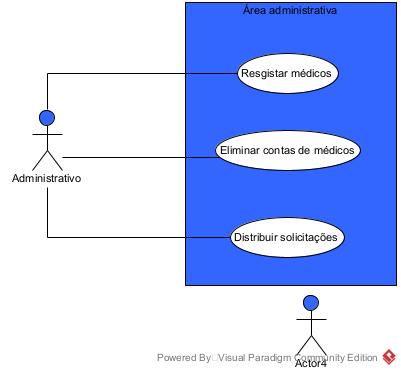 Área administrativa
Resgistar médicos
Eliminar contas de médicos
Administrativo
Distribuir solicitações
Powered By Visual Paradigm Community Edition
Actor4